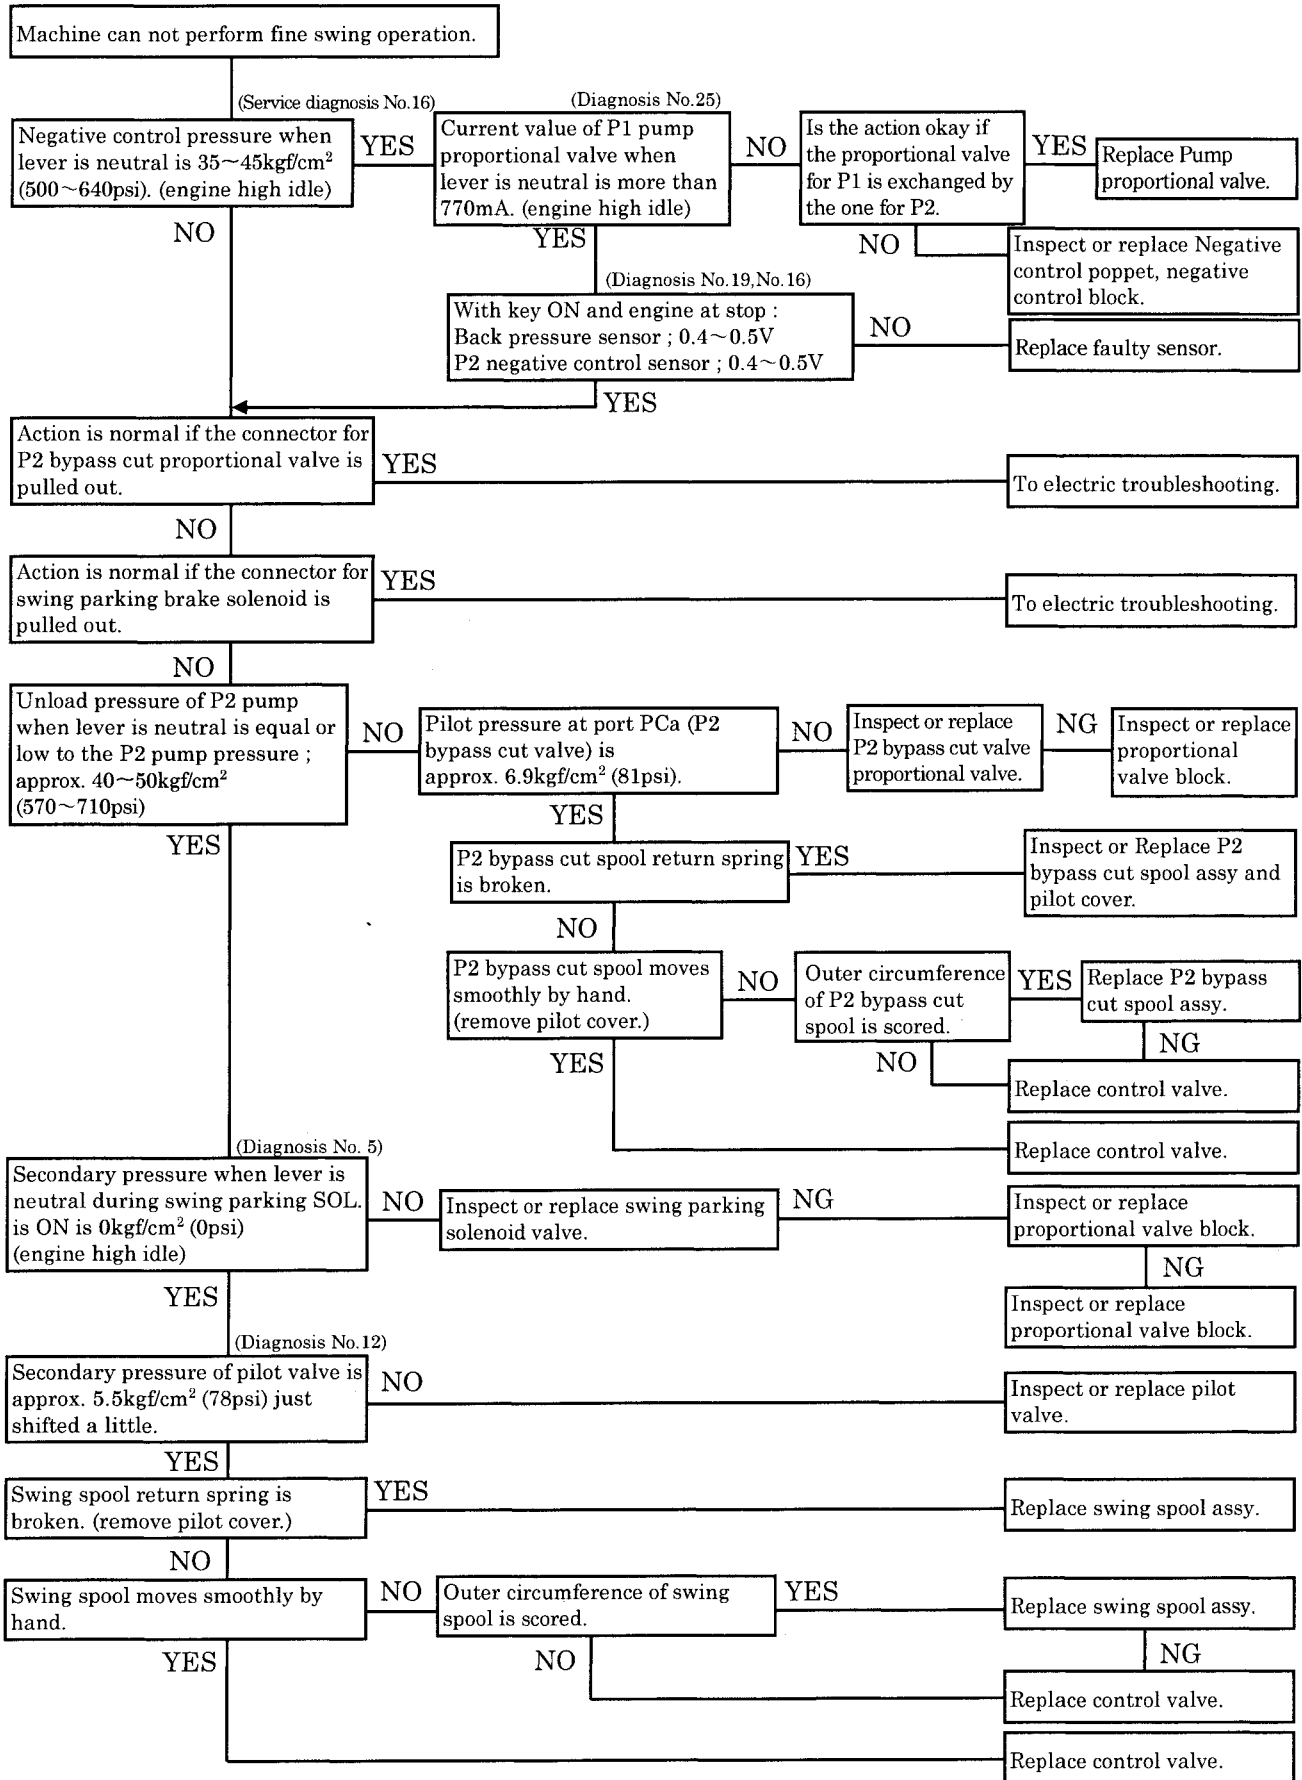 Machine can not perform fine swing operation.
(Service diagnosis No.16)
Negative control pressure when
lever is neutral is 35~45kgf/cm²
(500~640psi). (engine high idle)
YES
NO
(Diagnosis No.25)
Current value of P1 pump
proportional valve when
lever is neutral is more than
770mA. (engine high idle)
NO
YES
Is the action okay if
the proportional valve
for P1 is exchanged by
the one for P2.
YES
NO
Replace Pump
proportional valve.
Inspect or replace Negative
control poppet, negative
control block.
(Diagnosis No.19,No.16)
With key ON and engine at stop :
Back pressure sensor ; 0.4~0.5V
P2 negative control sensor ; 0.4~0.5V
NO
YES
Replace faulty sensor.
Action is normal if the connector for
P2 bypass cut proportional valve is
pulled out.
YES
NO
To electric troubleshooting.
Action is normal if the connector for
swing parking brake solenoid is
pulled out.
YES
NO
To electric troubleshooting.
Unload pressure of P2 pump
when lever is neutral is equal or
low to the P2 pump pressure ;
approx. 40~50kgf/cm²
(570~710psi)
NO
YES
Pilot pressure at port PCa (P2
bypass cut valve) is
approx. 6.9kgf/cm² (81psi).
NO
YES
Inspect or replace
P2 bypass cut valve
proportional valve.
NG
Inspect or replace
proportional
valve block.
P2 bypass cut spool return spring
is broken.
YES
NO
Inspect or Replace P2
bypass cut spool assy and
pilot cover.
P2 bypass cut spool moves
smoothly by hand.
(remove pilot cover.)
NO
YES
Outer circumference
of P2 bypass cut
spool is scored.
YES
NO
Replace P2 bypass
cut spool assy.
NG
Replace control valve.
Replace control valve.
(Diagnosis No. 5)
Secondary pressure when lever is
neutral during swing parking SOL.
is ON is 0kgf/cm² (0psi)
(engine high idle)
NO
YES
Inspect or replace swing parking
solenoid valve.
NG
Inspect or replace
proportional valve block.
NG
Inspect or replace
proportional valve block.
(Diagnosis No.12)
Secondary pressure of pilot valve is
approx. 5.5kgf/cm² (78psi) just
shifted a little.
NO
YES
Inspect or replace pilot
valve.
Swing spool return spring is
broken. (remove pilot cover.)
YES
NO
Replace swing spool assy.
Swing spool moves smoothly by
hand.
NO
YES
Outer circumference of swing
spool is scored.
YES
NO
Replace swing spool assy.
NG
Replace control valve.
Replace control valve.